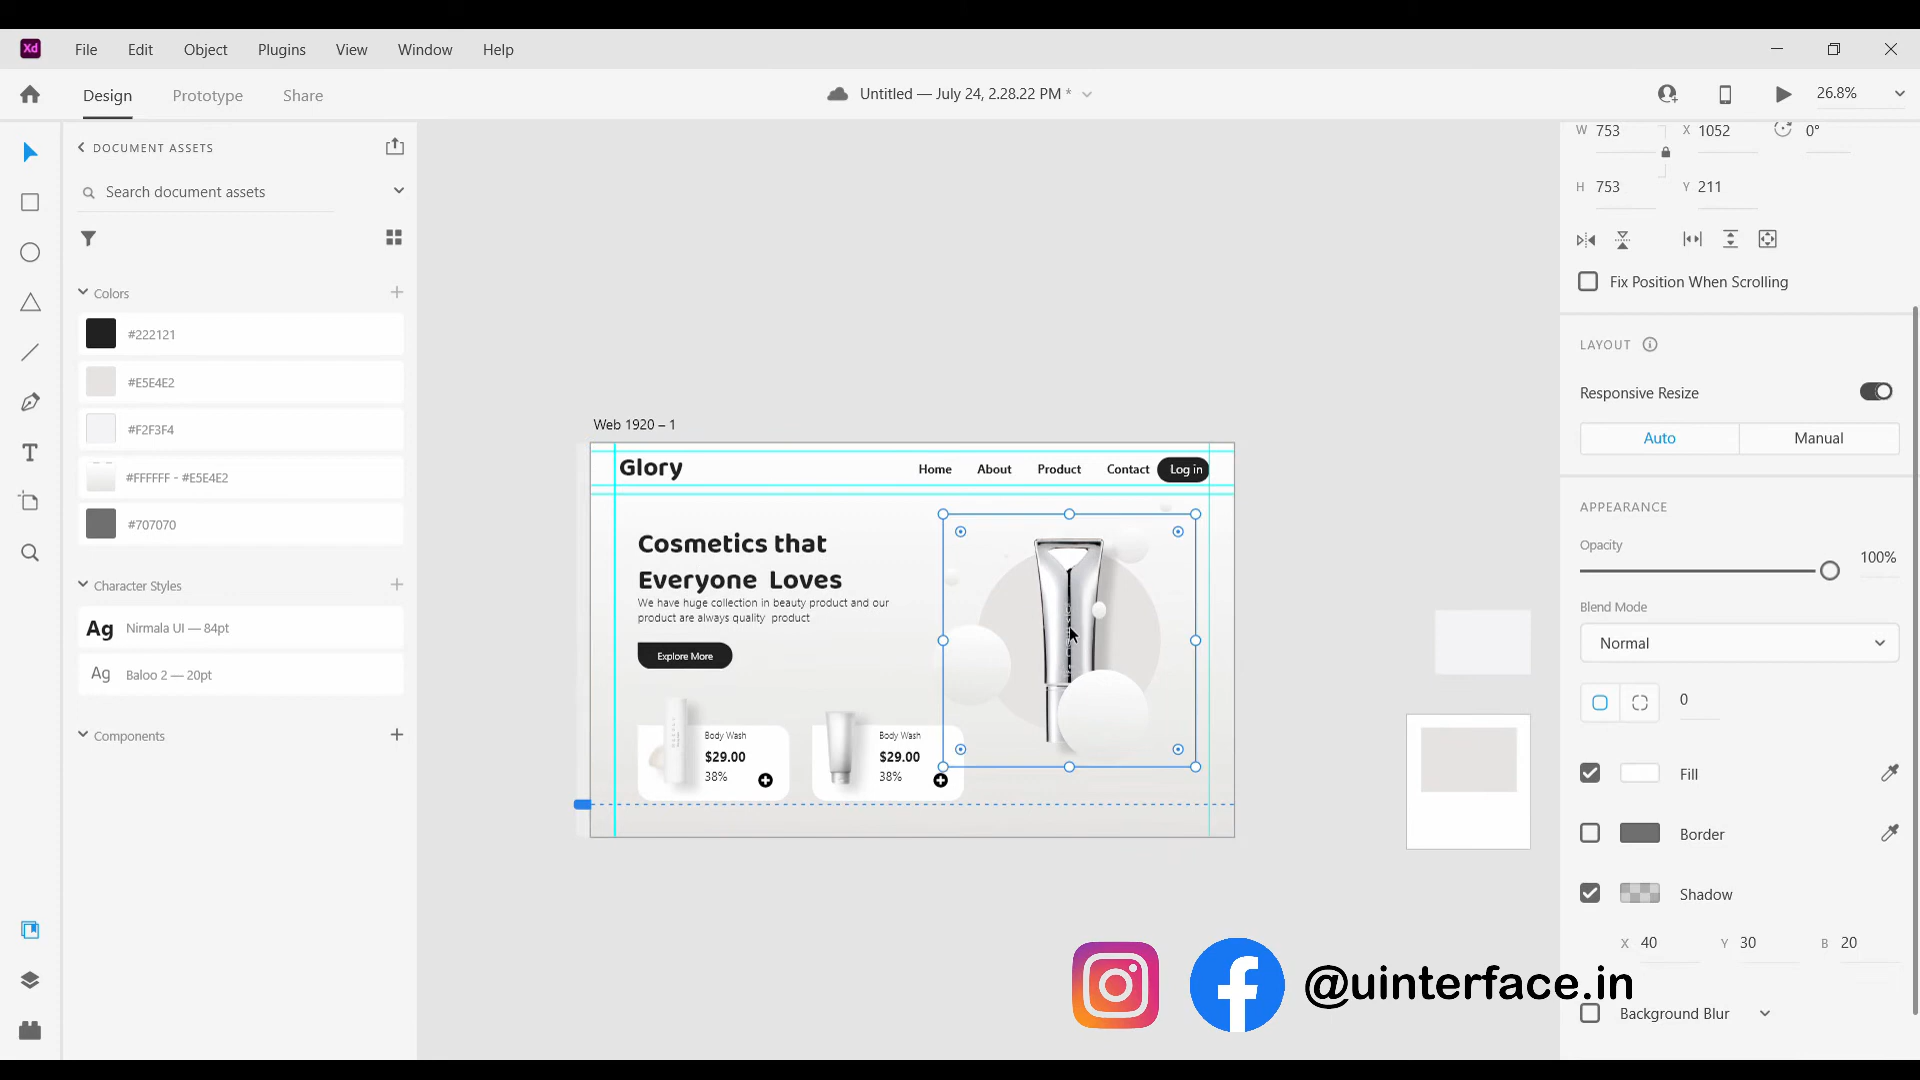 Xd File Edit Object Plugins View Window Help
Design Prototype Share
Untitled — July 24, 2.28.22 PM *
26.8%
DOCUMENT ASSETS
Search document assets
Colors
#222121
#E5E4E2
#F2F3F4
#FFFFFF - #E5E4E2
#707070
Character Styles
Ag Nirmala UI — 84pt
Ag Baloo 2 — 20pt
Components
Web 1920 – 1
Glory
Home About Product Contact Log in
Cosmetics that
Everyone Loves
We have huge collection in beauty product and our
product are always quality product
Explore More
Body Wash
$29.00
38%
Body Wash
$29.00
38%
W 753 X 1052 0°
H 753 Y 211
Fix Position When Scrolling
LAYOUT
Responsive Resize
Auto Manual
APPEARANCE
Opacity
100%
Blend Mode
Normal
0
Fill
Border
Shadow
X 40 Y 30 B 20
Background Blur
@uinterface.in